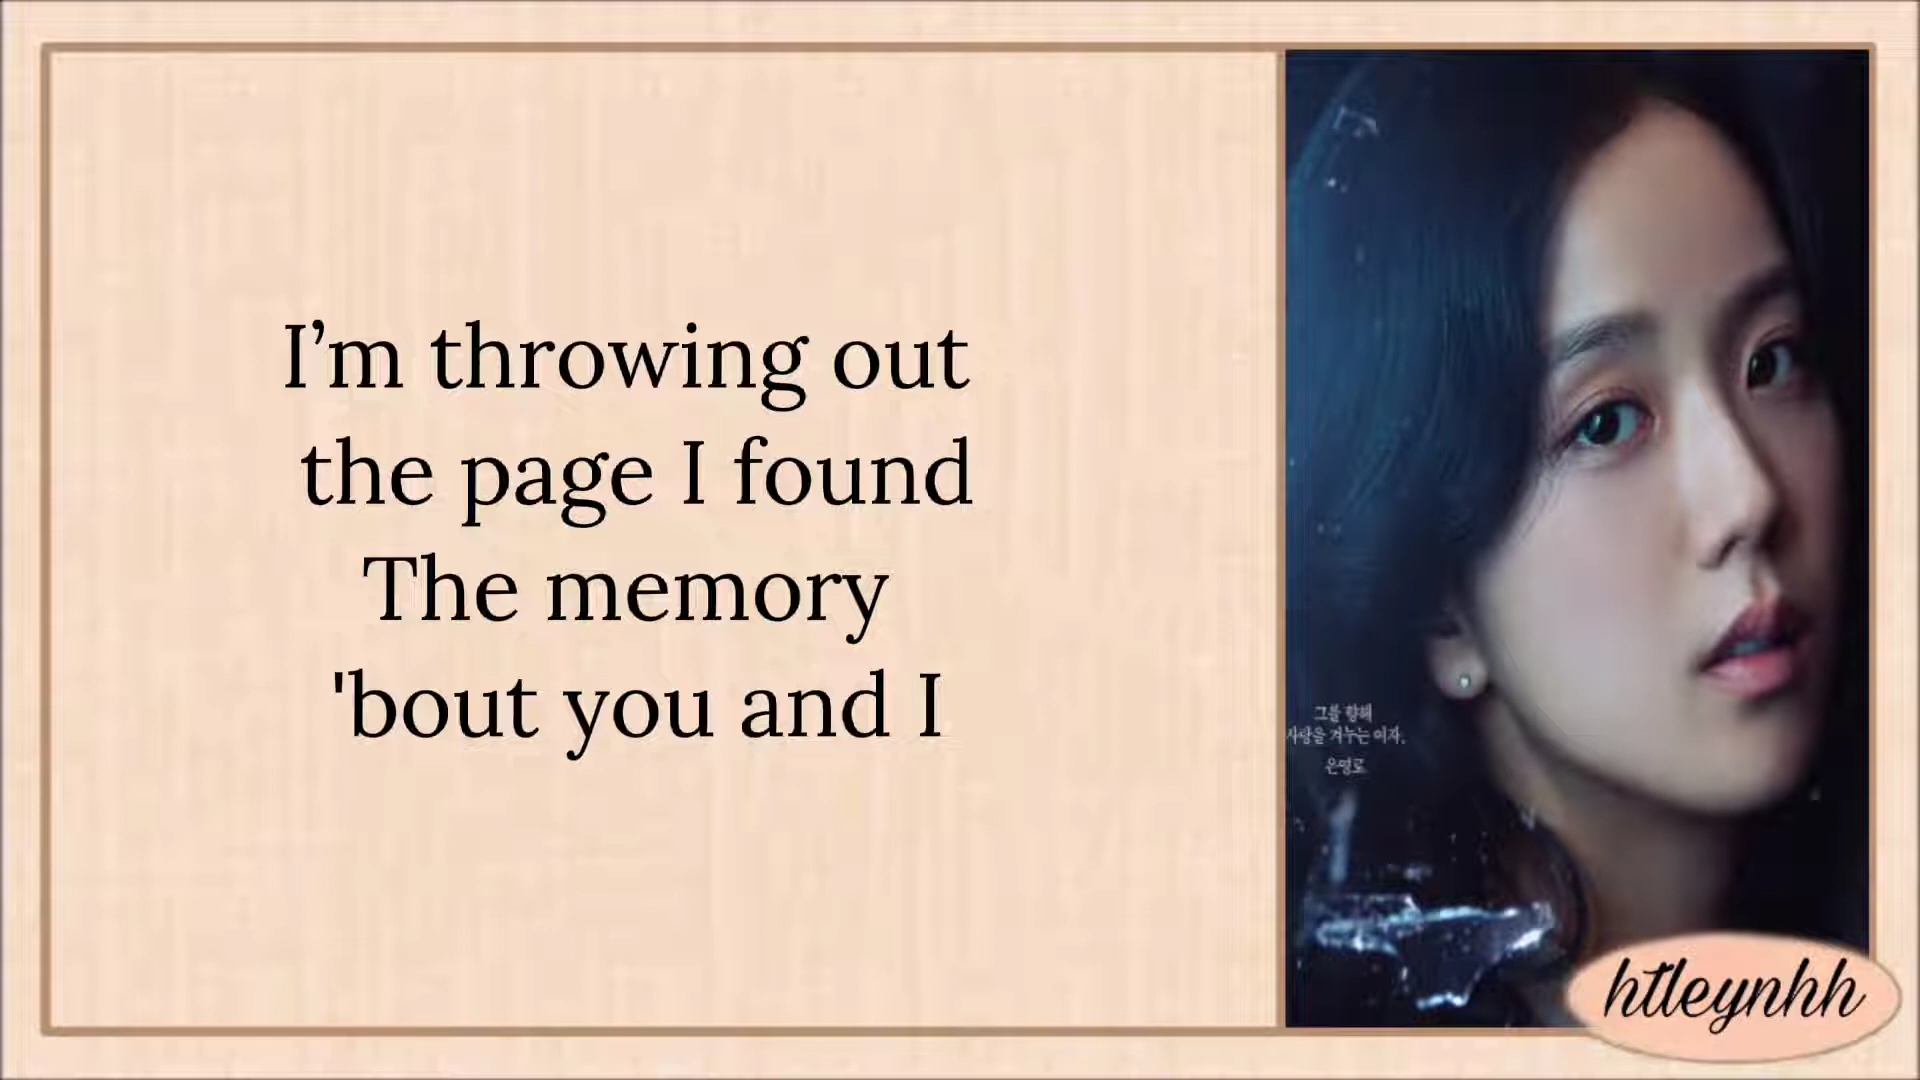 I’m throwing out
the page I found
The memory
'bout you and I
그를 향해
사랑을 겨누는 여자,
은영로
htleynhh